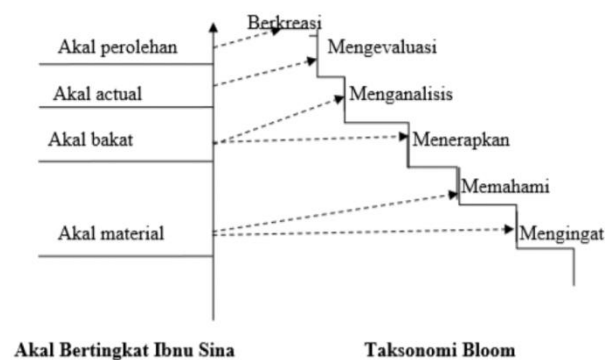 Berkreasi
Akal perolehan
Mengevaluasi
Akal actual
Menganalisis
Akal bakat
Menerapkan
Memahami
Akal material
Mengingat
Akal Bertingkat Ibnu Sina
Taksonomi Bloom